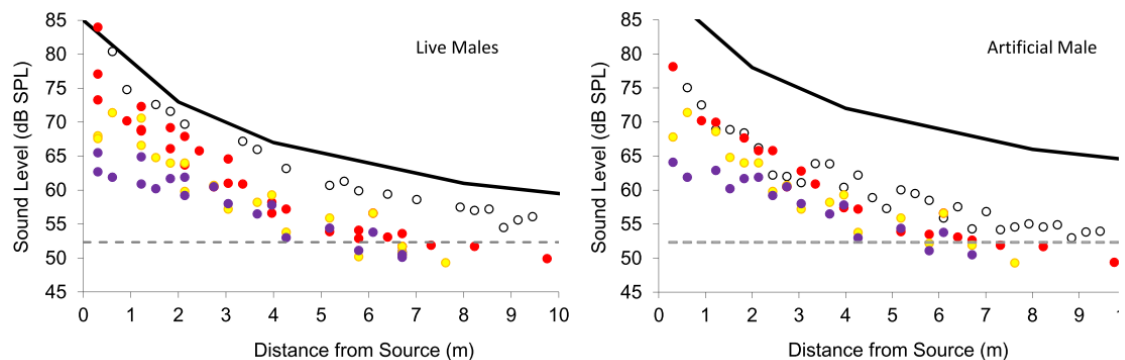 85
80
75
70
65
60
55
50
45
Sound Level (dB SPL)
Live Males
0 1 2 3 4 5 6 7 8 9 10
Distance from Source (m)
85
80
75
70
65
60
55
50
45
Sound Level (dB SPL)
Artificial Male
0 1 2 3 4 5 6 7 8 9 1
Distance from Source (m)